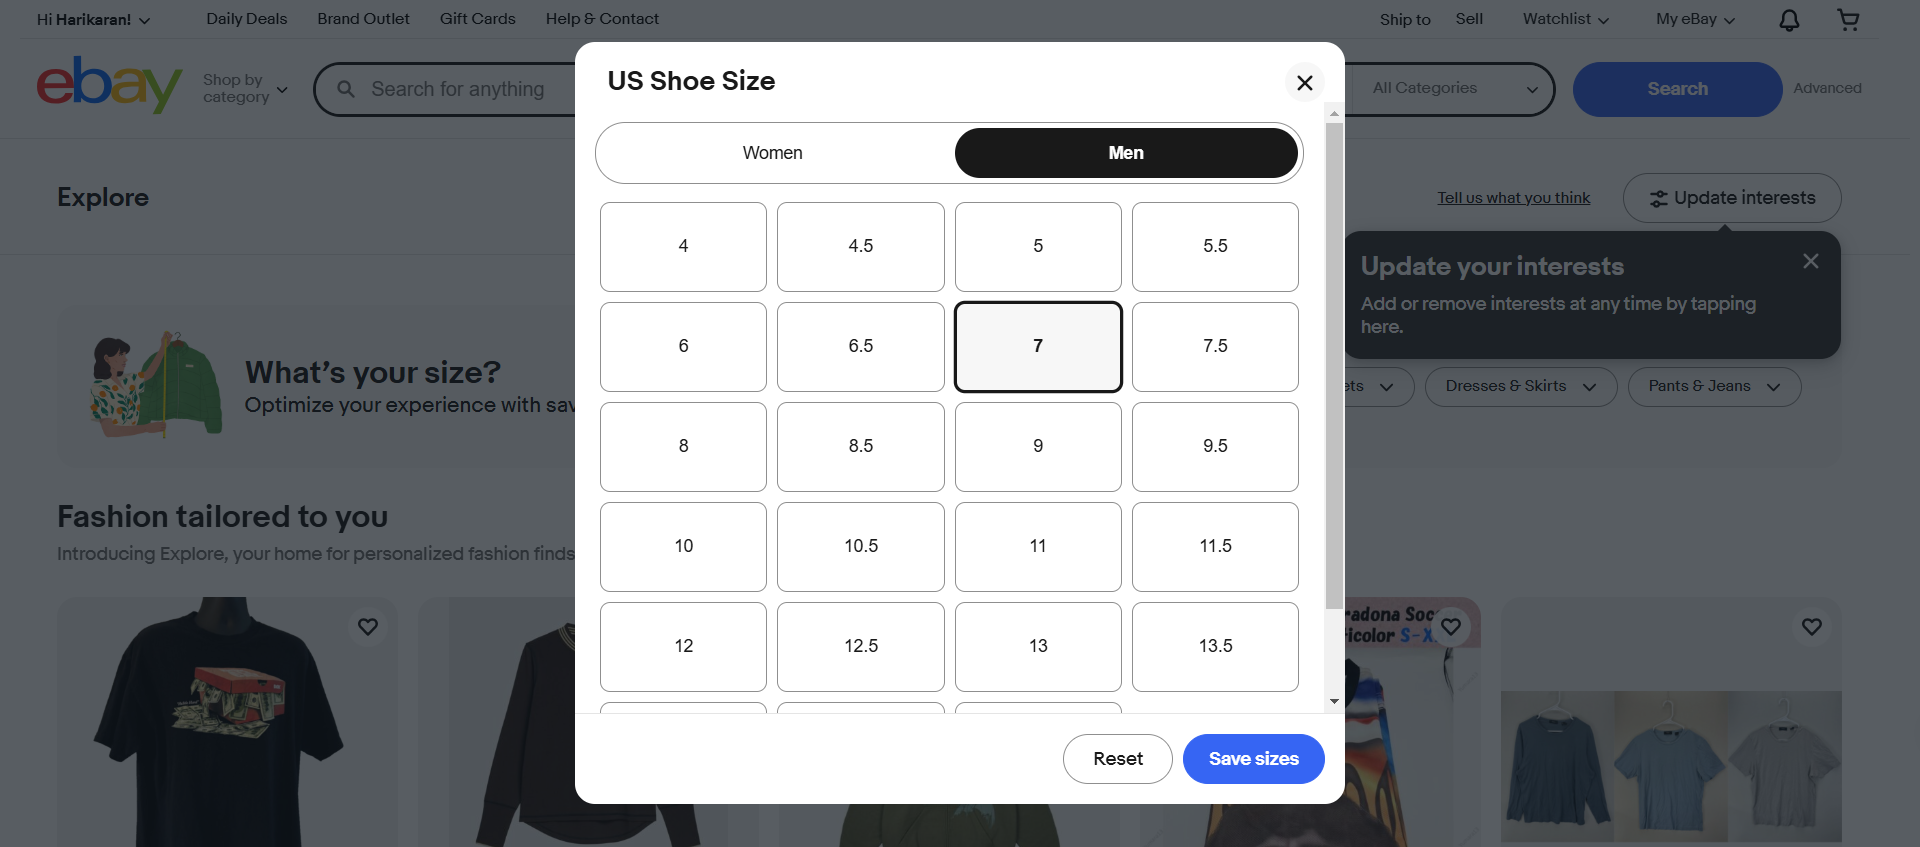 Hi Harikaran!
Daily Deals
Brand Outlet
Gift Cards
Help & Contact
Ship to
Sell
Watchlist
My eBay
ebay
Shop by
category
Search for anything
All Categories
Search
Advanced
Explore
Tell us what you think
Update interests
Update your interests
Add or remove interests at any time by tapping
here.
What's your size?
Optimize your experience with sav
ets
Dresses & Skirts
Pants & Jeans
Fashion tailored to you
Introducing Explore, your home for personalized fashion finds
radona Soc
icolor S-X
US Shoe Size
Women
Men
4
4.5
5
5.5
6
6.5
7
7.5
8
8.5
9
9.5
10
10.5
11
11.5
12
12.5
13
13.5
Reset
Save sizes